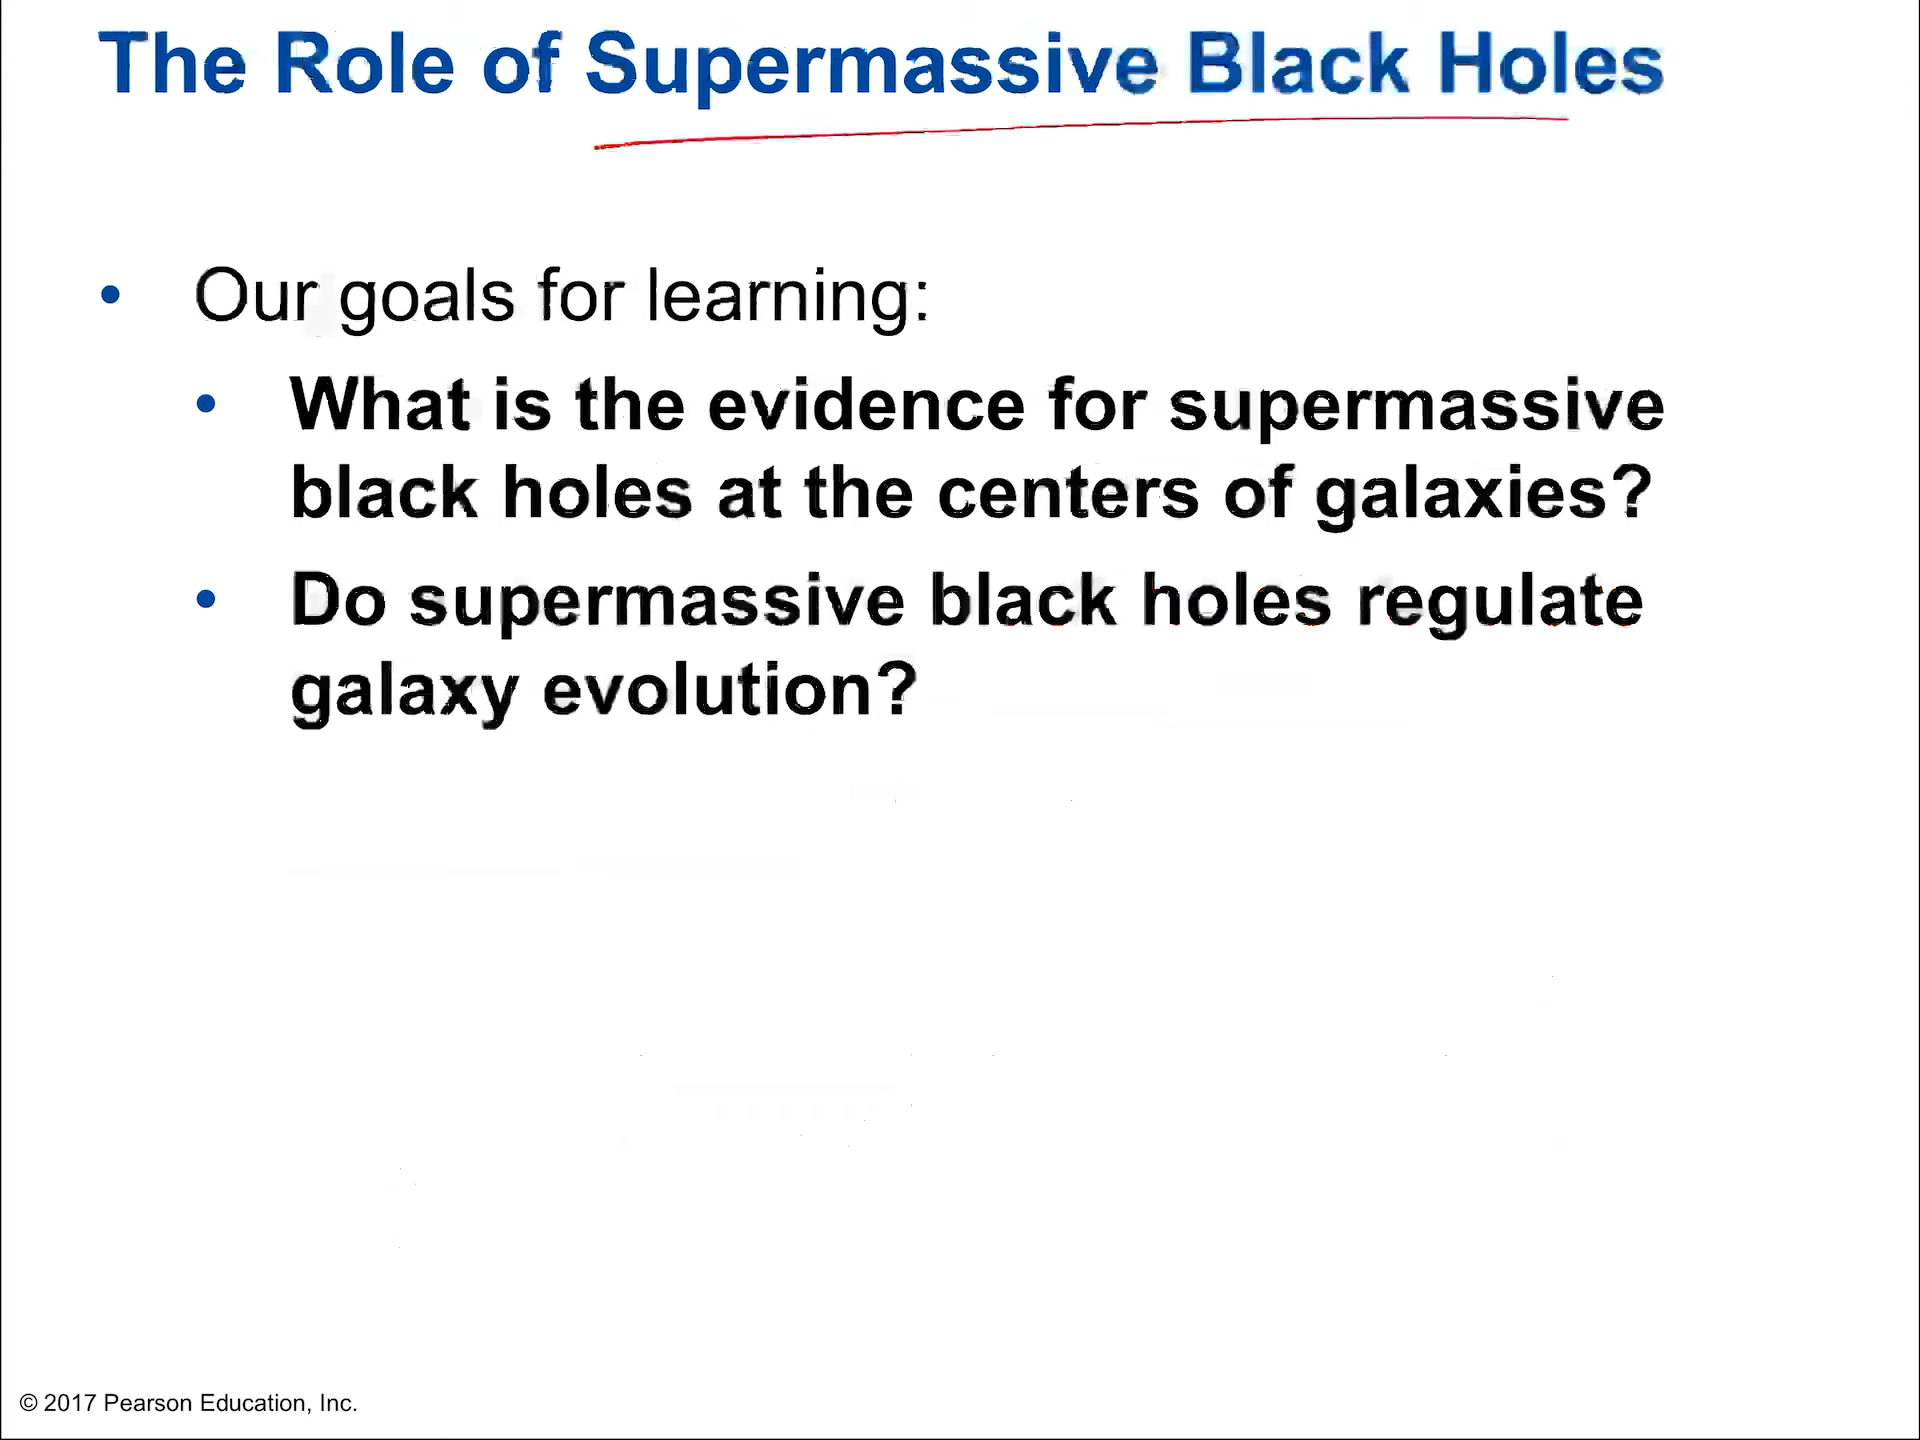 The Role of Supermassive Black Holes
• Our goals for learning:
• What is the evidence for supermassive
black holes at the centers of galaxies?
• Do supermassive black holes regulate
galaxy evolution?
© 2017 Pearson Education, Inc.